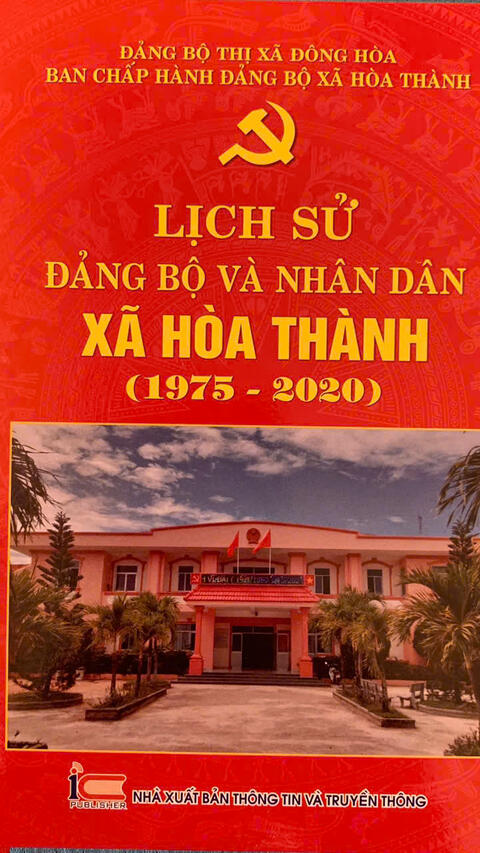 ĐẢNG BỘ THỊ XÃ ĐÔNG HÒA
BAN CHẤP HÀNH ĐẢNG BỘ XÃ HÒA THÀNH
LỊCH SỬ
ĐẢNG BỘ VÀ NHÂN DÂN
XÃ HÒA THÀNH
(1975 - 2020)
ic
PUBLISHER
NHÀ XUẤT BẢN THÔNG TIN VÀ TRUYỀN THÔNG